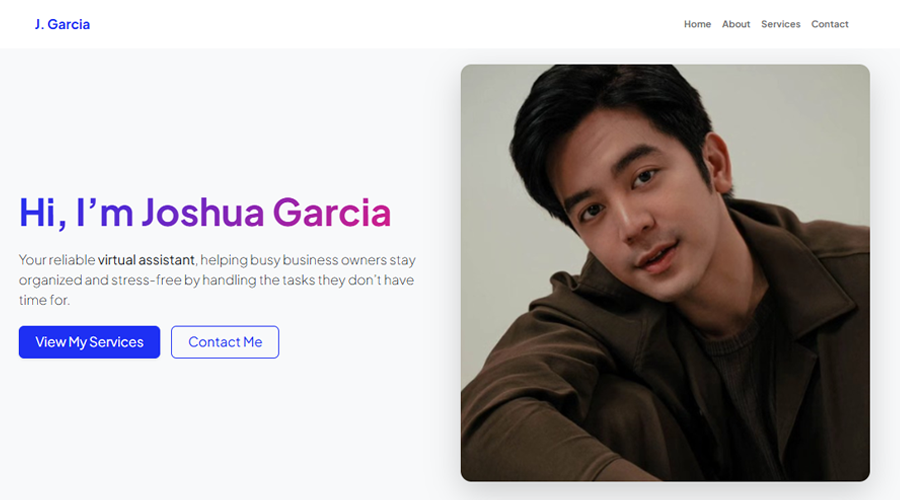 J. Garcia
Home About Services Contact
Hi, I’m Joshua Garcia
Your reliable virtual assistant, helping busy business owners stay
organized and stress-free by handling the tasks they don’t have
time for.
View My Services Contact Me